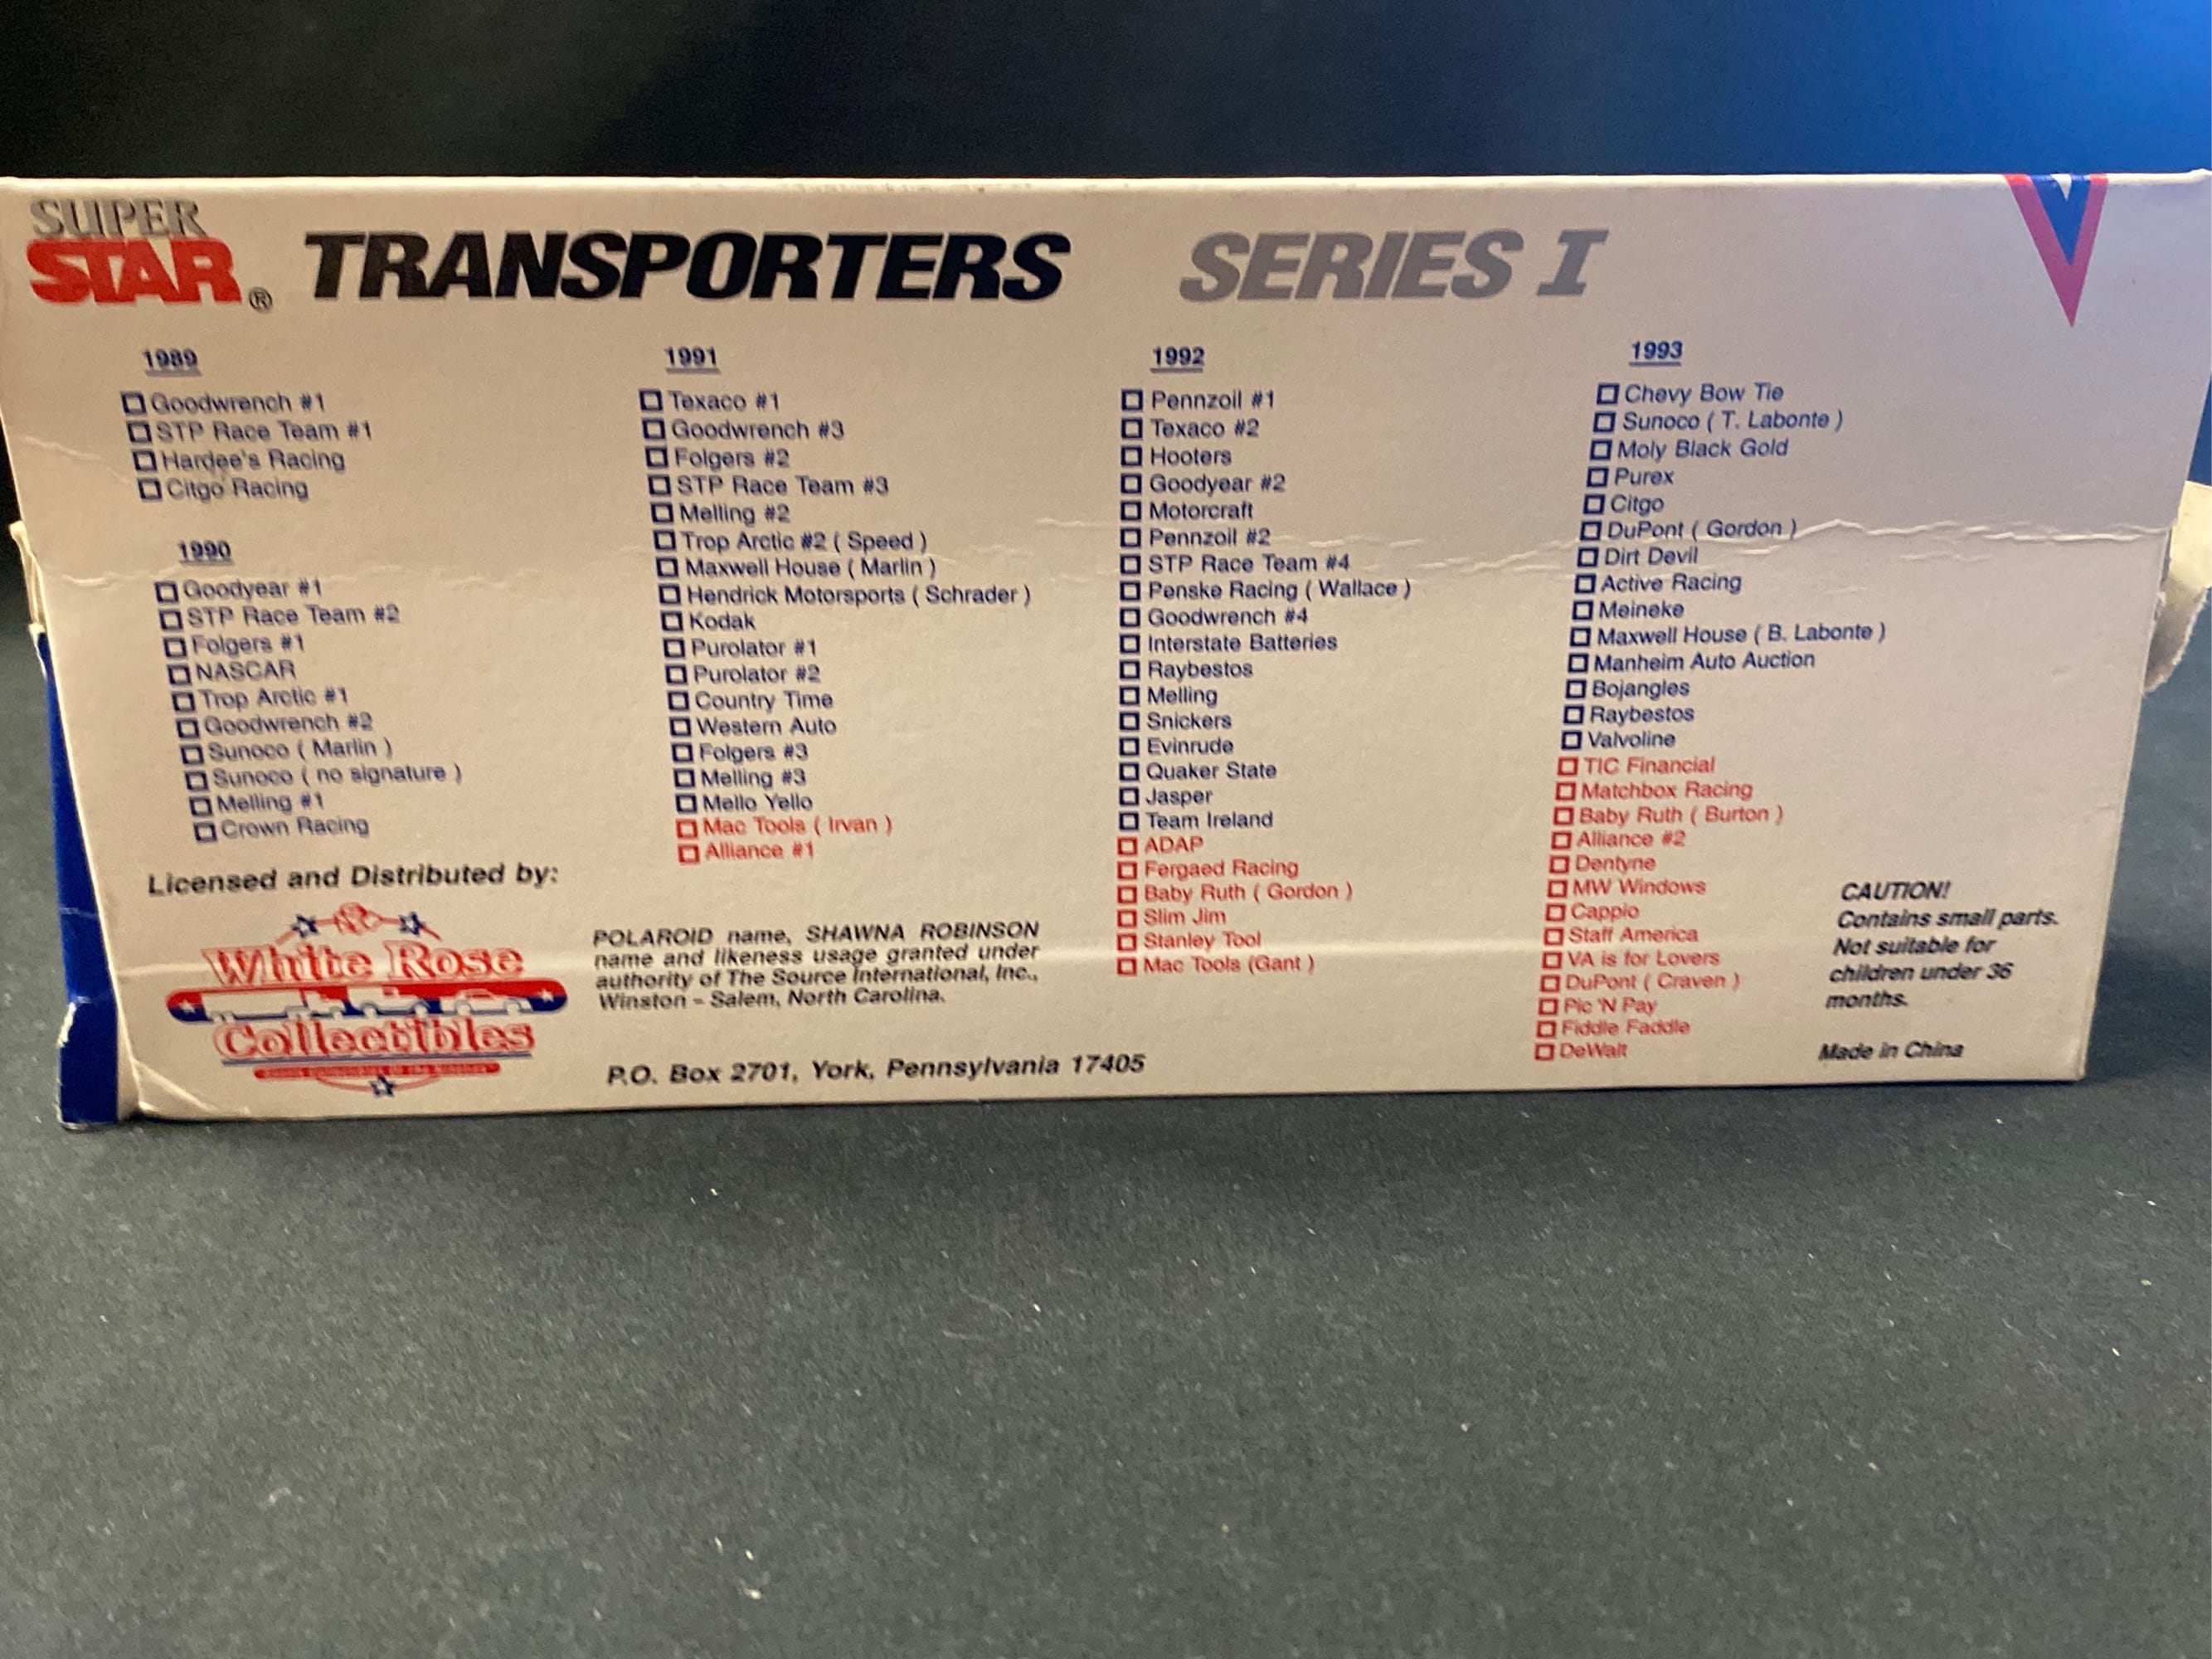 SUPER
STAR®
TRANSPORTERS SERIES I
1989
Goodwrench #1
STP Race Team #1
Hardee's Racing
Citgo Racing
1990
Goodyear #1
STP Race Team #2
Folgers #1
NASCAR
Trop Arctic #1
Goodwrench #2
Sunoco ( Marlin )
Sunoco ( no signature )
Melling #1
Crown Racing
1991
Texaco #1
Goodwrench #3
Folgers #2
STP Race Team #3
Melling #2
Trop Arctic #2 ( Speed )
Maxwell House ( Marlin )
Hendrick Motorsports ( Schrader )
Kodak
Purolator #1
Purolator #2
Country Time
Western Auto
Folgers #3
Melling #3
Mello Yello
Mac Tools ( Irvan )
Alliance #1
1992
Pennzoil #1
Texaco #2
Hooters
Goodyear #2
Motorcraft
Pennzoil #2
STP Race Team #4
Penske Racing ( Wallace )
Goodwrench #4
Interstate Batteries
Raybestos
Melling
Snickers
Evinrude
Quaker State
Jasper
Team Ireland
ADAP
Fergaed Racing
Baby Ruth ( Gordon )
Slim Jim
Stanley Tool
Mac Tools (Gant )
1993
Chevy Bow Tie
Sunoco ( T. Labonte )
Moly Black Gold
Purex
Citgo
DuPont ( Gordon )
Dirt Devil
Active Racing
Meineke
Maxwell House ( B. Labonte )
Manheim Auto Auction
Bojangles
Raybestos
Valvoline
TIC Financial
Matchbox Racing
Baby Ruth ( Burton )
Alliance #2
Dentyne
MW Windows
Cappio
Staff America
VA is for Lovers
DuPont ( Craven )
Pic 'N Pay
Fiddle Faddle
DeWalt
Licensed and Distributed by:
White Rose
Collectibles
POLAROID name, SHAWNA ROBINSON
name and likeness usage granted under
authority of The Source International, Inc.,
Winston – Salem, North Carolina.
P.O. Box 2701, York, Pennsylvania 17405
CAUTION!
Contains small parts.
Not suitable for
children under 36
months.
Made in China